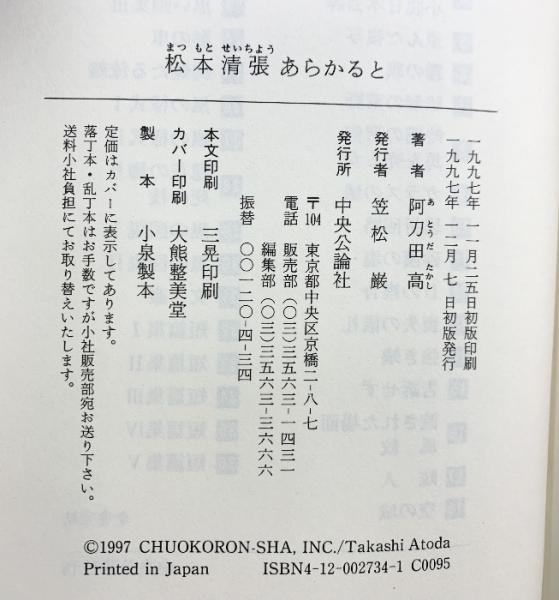 まつ もと せいちよう
松本清張 あらかると
一九九七年一一月二五日初版印刷
一九九七年一二月 七日初版発行
あ とうだ たかし
著 者 阿刀田 高
発行者 笠松 巌
発行所 中央公論社
〒104 東京都中央区京橋二-八-七
電話 販売部 (〇三)三五六三-一四三一
編集部 (〇三)三五六三-三六六六
振替 〇〇一二〇-四-三四
本文印刷 三晃印刷
カバー印刷 大熊整美堂
製 本 小泉製本
定価はカバーに表示してあります。
落丁本・乱丁本はお手数ですが小社販売部宛お送り下さい。
送料小社負担にてお取り替えいたします。
©1997 CHUOKORON-SHA, INC./Takashi Atoda
Printed in Japan ISBN4-12-002734-1 C0095